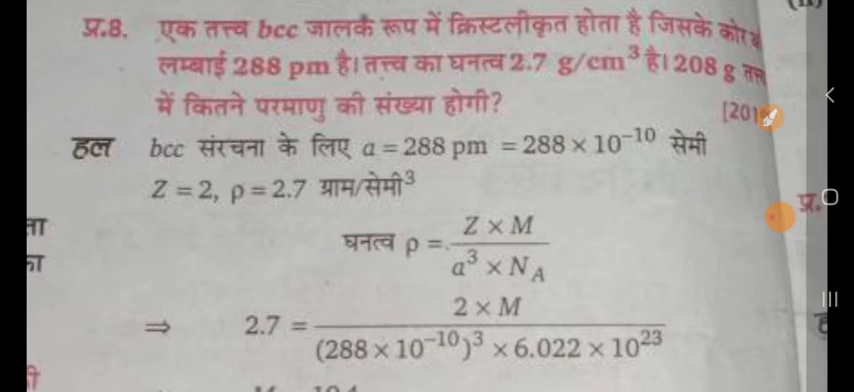 प्र.8. एक तत्त्व bcc जालक रूप में क्रिस्टलीकृत होता है जिसके कोर
लम्बाई 288 pm है। तत्त्व का घनत्व 2.7 g/cm³ है। 208 g तत्त्व
में कितने परमाणु की संख्या होगी?
[201
हल bcc संरचना के लिए a = 288 pm = 288 × 10⁻¹⁰ सेमी
Z = 2, ρ = 2.7 ग्राम/सेमी³
घनत्व ρ = Z × M / a³ × N_A
⇒ 2.7 = 2 × M / (288 × 10⁻¹⁰)³ × 6.022 × 10²³
प्र.